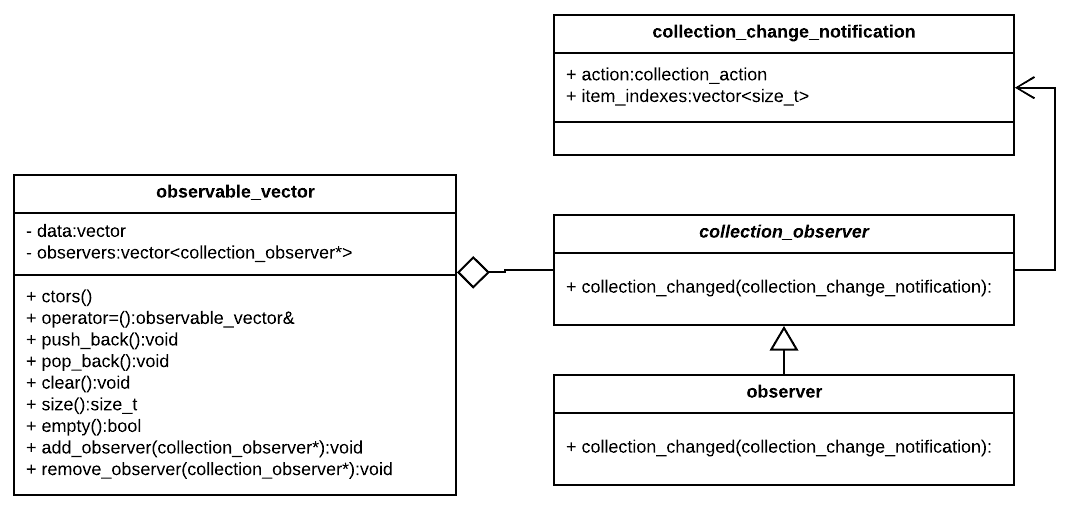 collection_change_notification
+ action:collection_action
+ item_indexes:vector<size_t>
observable_vector
- data:vector
- observers:vector<collection_observer*>
+ ctors()
+ operator=():observable_vector&
+ push_back():void
+ pop_back():void
+ clear():void
+ size():size_t
+ empty():bool
+ add_observer(collection_observer*):void
+ remove_observer(collection_observer*):void
collection_observer
+ collection_changed(collection_change_notification):
observer
+ collection_changed(collection_change_notification):